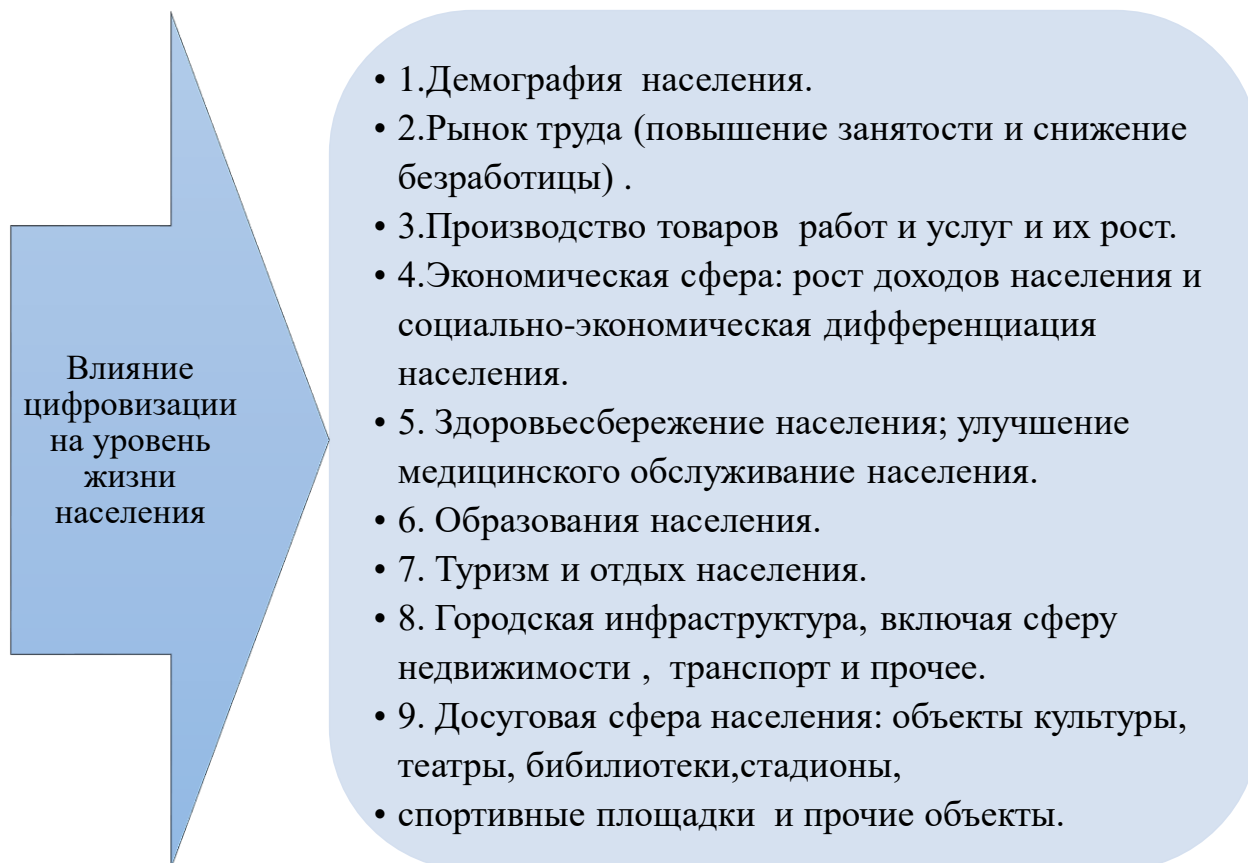 Влияние
цифровизации
на уровень
жизни
населения
• 1.Демография  населения.
• 2.Рынок труда (повышение занятости и снижение
безработицы) .
• 3.Производство товаров  работ и услуг и их рост.
• 4.Экономическая сфера: рост доходов населения и
социально-экономическая дифференциация
населения.
• 5. Здоровьесбережение населения; улучшение
медицинского обслуживание населения.
• 6. Образования населения.
• 7. Туризм и отдых населения.
• 8. Городская инфраструктура, включая сферу
недвижимости ,  транспорт и прочее.
• 9. Досуговая сфера населения: объекты культуры,
театры, бибилиотеки,стадионы,
• спортивные площадки  и прочие объекты.